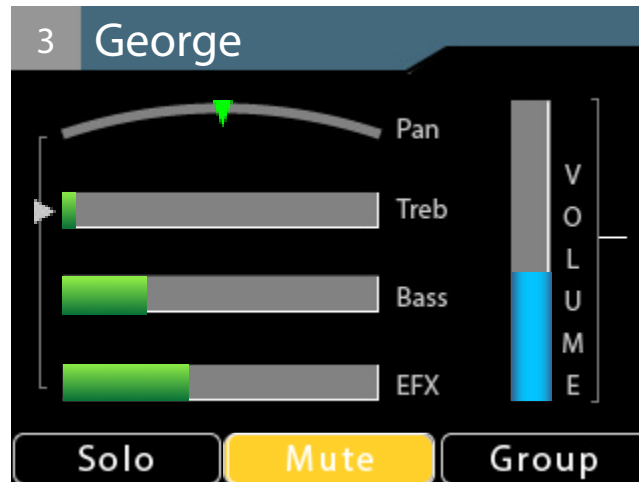 3 George
Pan
Treb
Bass
EFX
VOLUME
Solo Mute Group